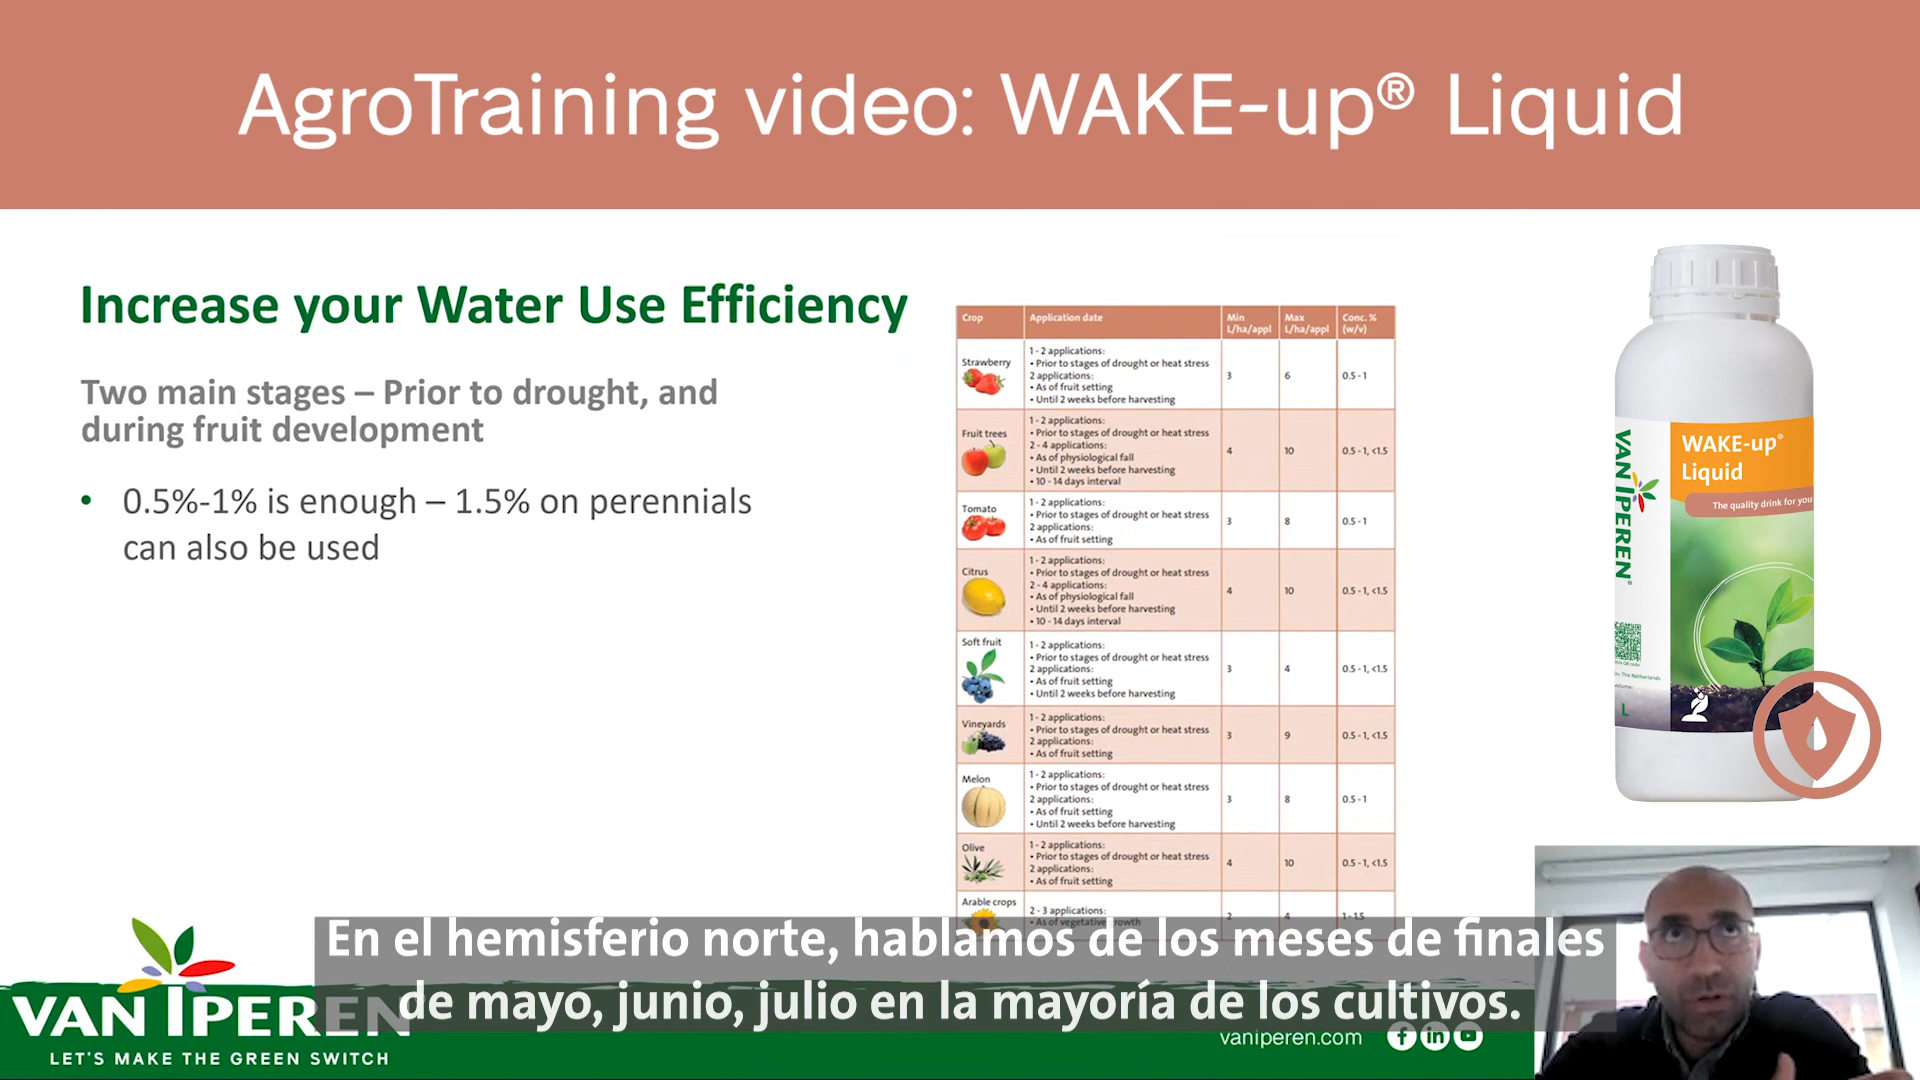 AgroTraining video: WAKE-up® Liquid
Increase your Water Use Efficiency
Two main stages – Prior to drought, and
during fruit development
• 0.5%-1% is enough – 1.5% on perennials
can also be used
Crop Application date Min L/ha/appl Max L/ha/appl Conc. % (w/v)
Strawberry
1 - 2 applications:
• Prior to stages of drought or heat stress
2 applications:
• As of fruit setting
• Until 2 weeks before harvesting
3 6 0.5 - 1
Fruit trees
1 - 2 applications:
• Prior to stages of drought or heat stress
2 - 4 applications:
• As of physiological fall
• Until 2 weeks before harvesting
• 10 - 14 days interval
4 10 0.5 - 1, <1.5
Tomato
1 - 2 applications:
• Prior to stages of drought or heat stress
2 applications:
• As of fruit setting
3 8 0.5 - 1
Citrus
1 - 2 applications:
• Prior to stages of drought or heat stress
2 - 4 applications:
• As of physiological fall
• Until 2 weeks before harvesting
• 10 - 14 days interval
4 10 0.5 - 1, <1.5
Soft fruit
1 - 2 applications:
• Prior to stages of drought or heat stress
2 applications:
• As of fruit setting
• Until 2 weeks before harvesting
3 4 0.5 - 1, <1.5
Vineyards
1 - 2 applications:
• Prior to stages of drought or heat stress
2 applications:
• As of fruit setting
3 9 0.5 - 1, <1.5
Melon
1 - 2 applications:
• Prior to stages of drought or heat stress
2 applications:
• As of fruit setting
• Until 2 weeks before harvesting
3 8 0.5 - 1
Olive
1 - 2 applications:
• Prior to stages of drought or heat stress
2 applications:
• As of fruit setting
4 10 0.5 - 1, <1.5
Arable crops
2 - 3 applications:
• As of vegetative growth
2 4 1 - 1.5
VAN IPEREN®
WAKE-up®
Liquid
The quality drink for you
The Netherlands
L
En el hemisferio norte, hablamos de los meses de finales
de mayo, junio, julio en la mayoría de los cultivos.
VAN IPEREN
LET'S MAKE THE GREEN SWITCH
vaniperen.com